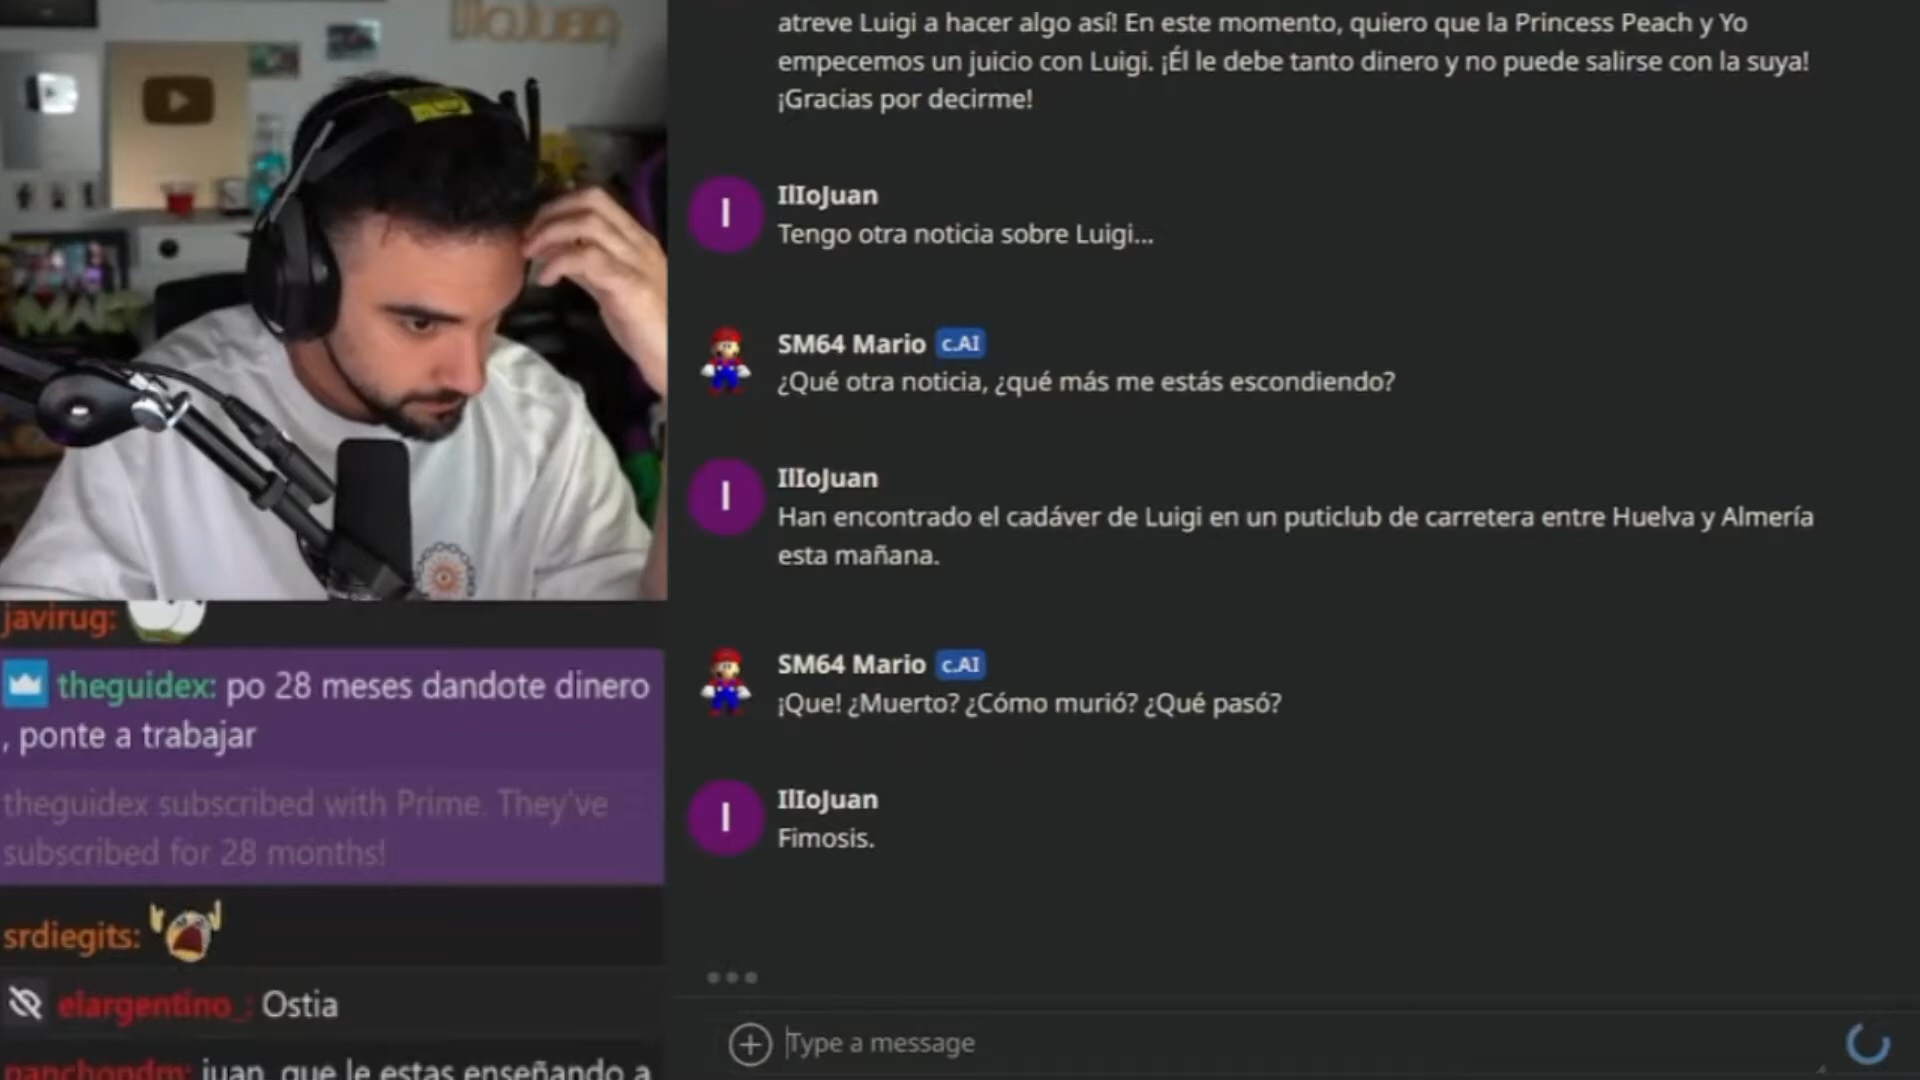 IlloJuan
atreve Luigi a hacer algo así! En este momento, quiero que la Princess Peach y Yo
empecemos un juicio con Luigi. ¡Él le debe tanto dinero y no puede salirse con la suya!
¡Gracias por decirme!
I
IlIoJuan
Tengo otra noticia sobre Luigi...
SM64 Mario c.AI
¿Qué otra noticia, ¿qué más me estás escondiendo?
I
IlIoJuan
Han encontrado el cadáver de Luigi en un puticlub de carretera entre Huelva y Almería
esta mañana.
SM64 Mario c.AI
¡Que! ¿Muerto? ¿Cómo murió? ¿Qué pasó?
I
IlIoJuan
Fimosis.
Type a message
javirug:
theguidex: po 28 meses dandote dinero
, ponte a trabajar
theguidex subscribed with Prime. They've
subscribed for 28 months!
srdiegits:
elargentino_: Ostia
panchondm: juan, que le estas enseñando a